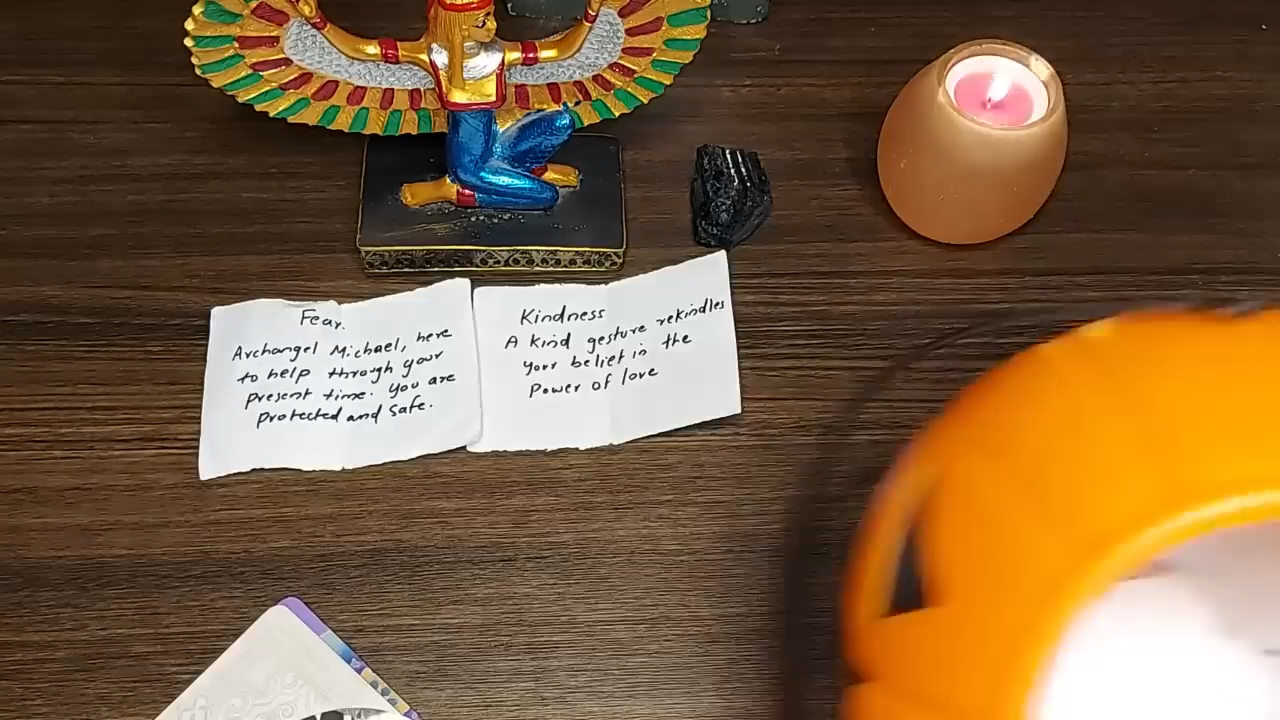 Fear.
Archangel Michael, here
to help through your
present time. You are
protected and safe.
Kindness
A kind gesture rekindles
your belief in the
Power of love